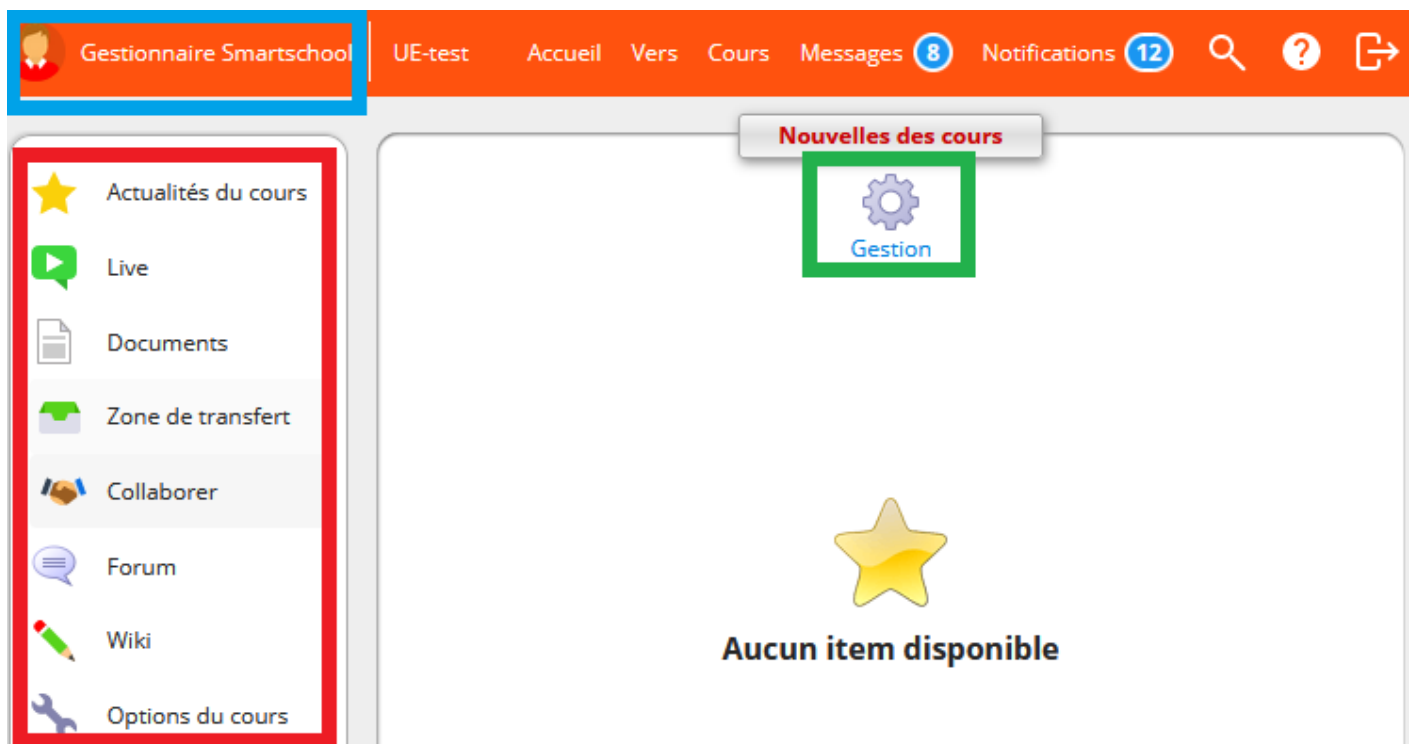 Gestionnaire Smartschool UE-test Accueil Vers Cours Messages 8 Notifications 12 ?
Nouvelles des cours
Gestion
Actualités du cours
Live
Documents
Zone de transfert
Collaborer
Forum
Wiki
Options du cours
Aucun item disponible